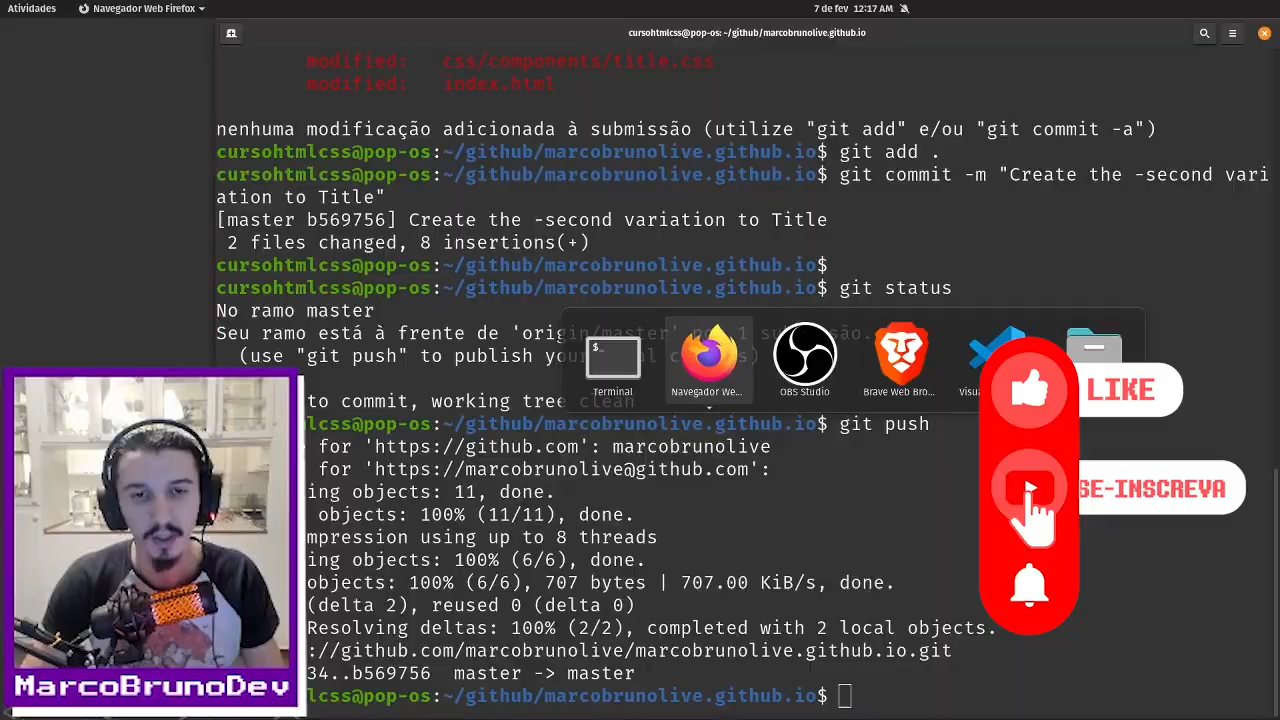 Atividades
Navegador Web Firefox
7 de fev 12:17 AM
cursohtmlcss@pop-os: ~/github/marcobrunolive.github.io
modified: css/components/title.css
modified: index.html
nenhuma modificação adicionada à submissão (utilize "git add" e/ou "git commit -a")
cursohtmlcss@pop-os:~/github/marcobrunolive.github.io$ git add .
cursohtmlcss@pop-os:~/github/marcobrunolive.github.io$ git commit -m "Create the -second vari
ation to Title"
[master b569756] Create the -second variation to Title
2 files changed, 8 insertions(+)
cursohtmlcss@pop-os:~/github/marcobrunolive.github.io$
cursohtmlcss@pop-os:~/github/marcobrunolive.github.io$ git status
No ramo master
Seu ramo está à frente de 'origin/master' por 1 submissão.
(use "git push" to publish your local commits)
Terminal
Navegador We...
OBS Studio
Brave Web Bro...
Visu
to commit, working tree clean
LIKE
lcss@pop-os:~/github/marcobrunolive.github.io$ git push
for 'https://github.com': marcobrunolive
for 'https://marcobrunolive@github.com':
SE-INSCREVA
ing objects: 11, done.
objects: 100% (11/11), done.
mpression using up to 8 threads
ing objects: 100% (6/6), done.
objects: 100% (6/6), 707 bytes | 707.00 KiB/s, done.
(delta 2), reused 0 (delta 0)
Resolving deltas: 100% (2/2), completed with 2 local objects.
://github.com/marcobrunolive/marcobrunolive.github.io.git
34..b569756 master -> master
lcss@pop-os:~/github/marcobrunolive.github.io$
MarcoBrunoDev